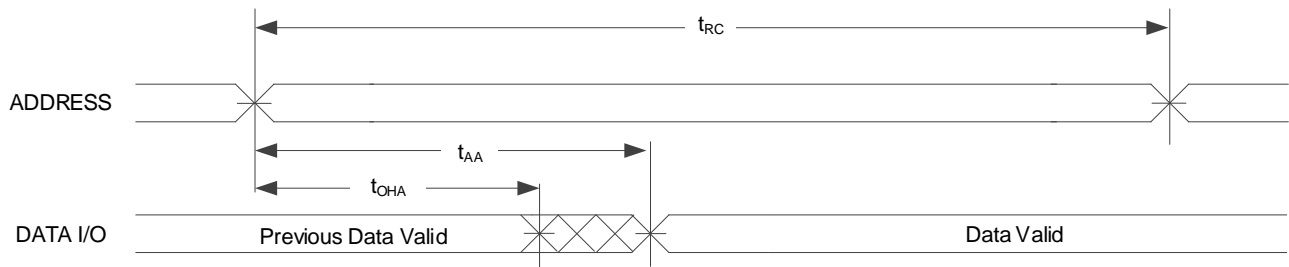 tRC
ADDRESS
tAA
tOHA
DATA I/O Previous Data Valid Data Valid